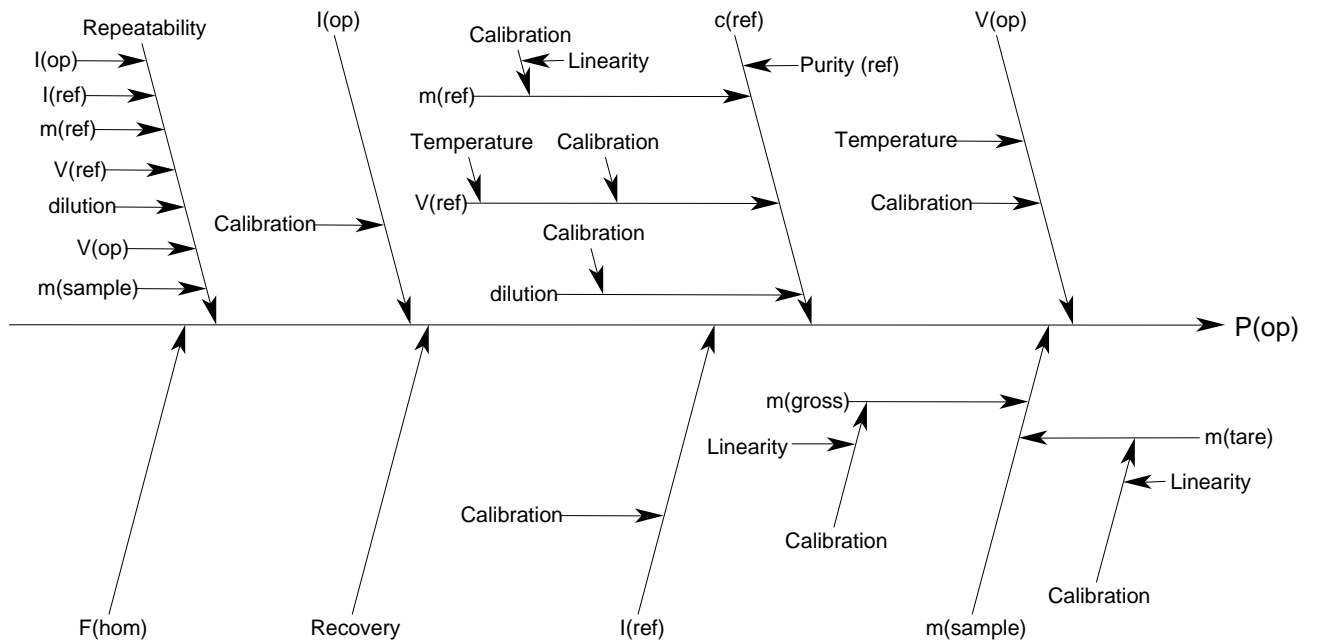 Repeatability
I(op)
I(ref)
m(ref)
V(ref)
dilution
V(op)
m(sample)
I(op)
Calibration
c(ref)
Calibration
Linearity
Purity (ref)
m(ref)
Temperature
Calibration
V(ref)
Calibration
dilution
V(op)
Temperature
Calibration
P(op)
F(hom)
Recovery
Calibration
I(ref)
m(gross)
Linearity
Calibration
m(tare)
Linearity
Calibration
m(sample)